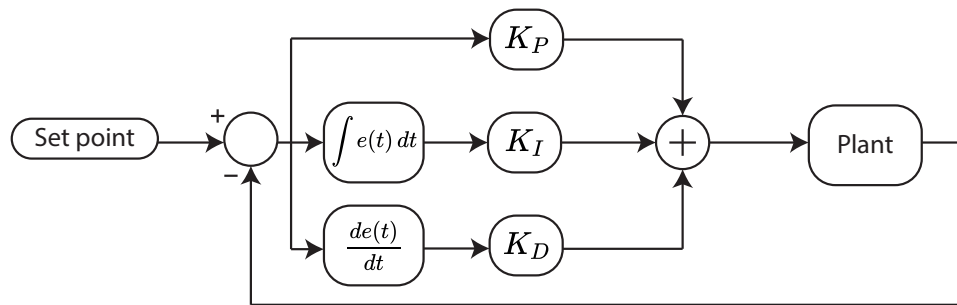 K_P
+
Set point
∫ e(t) dt
K_I
+
Plant
−
de(t)/dt
K_D